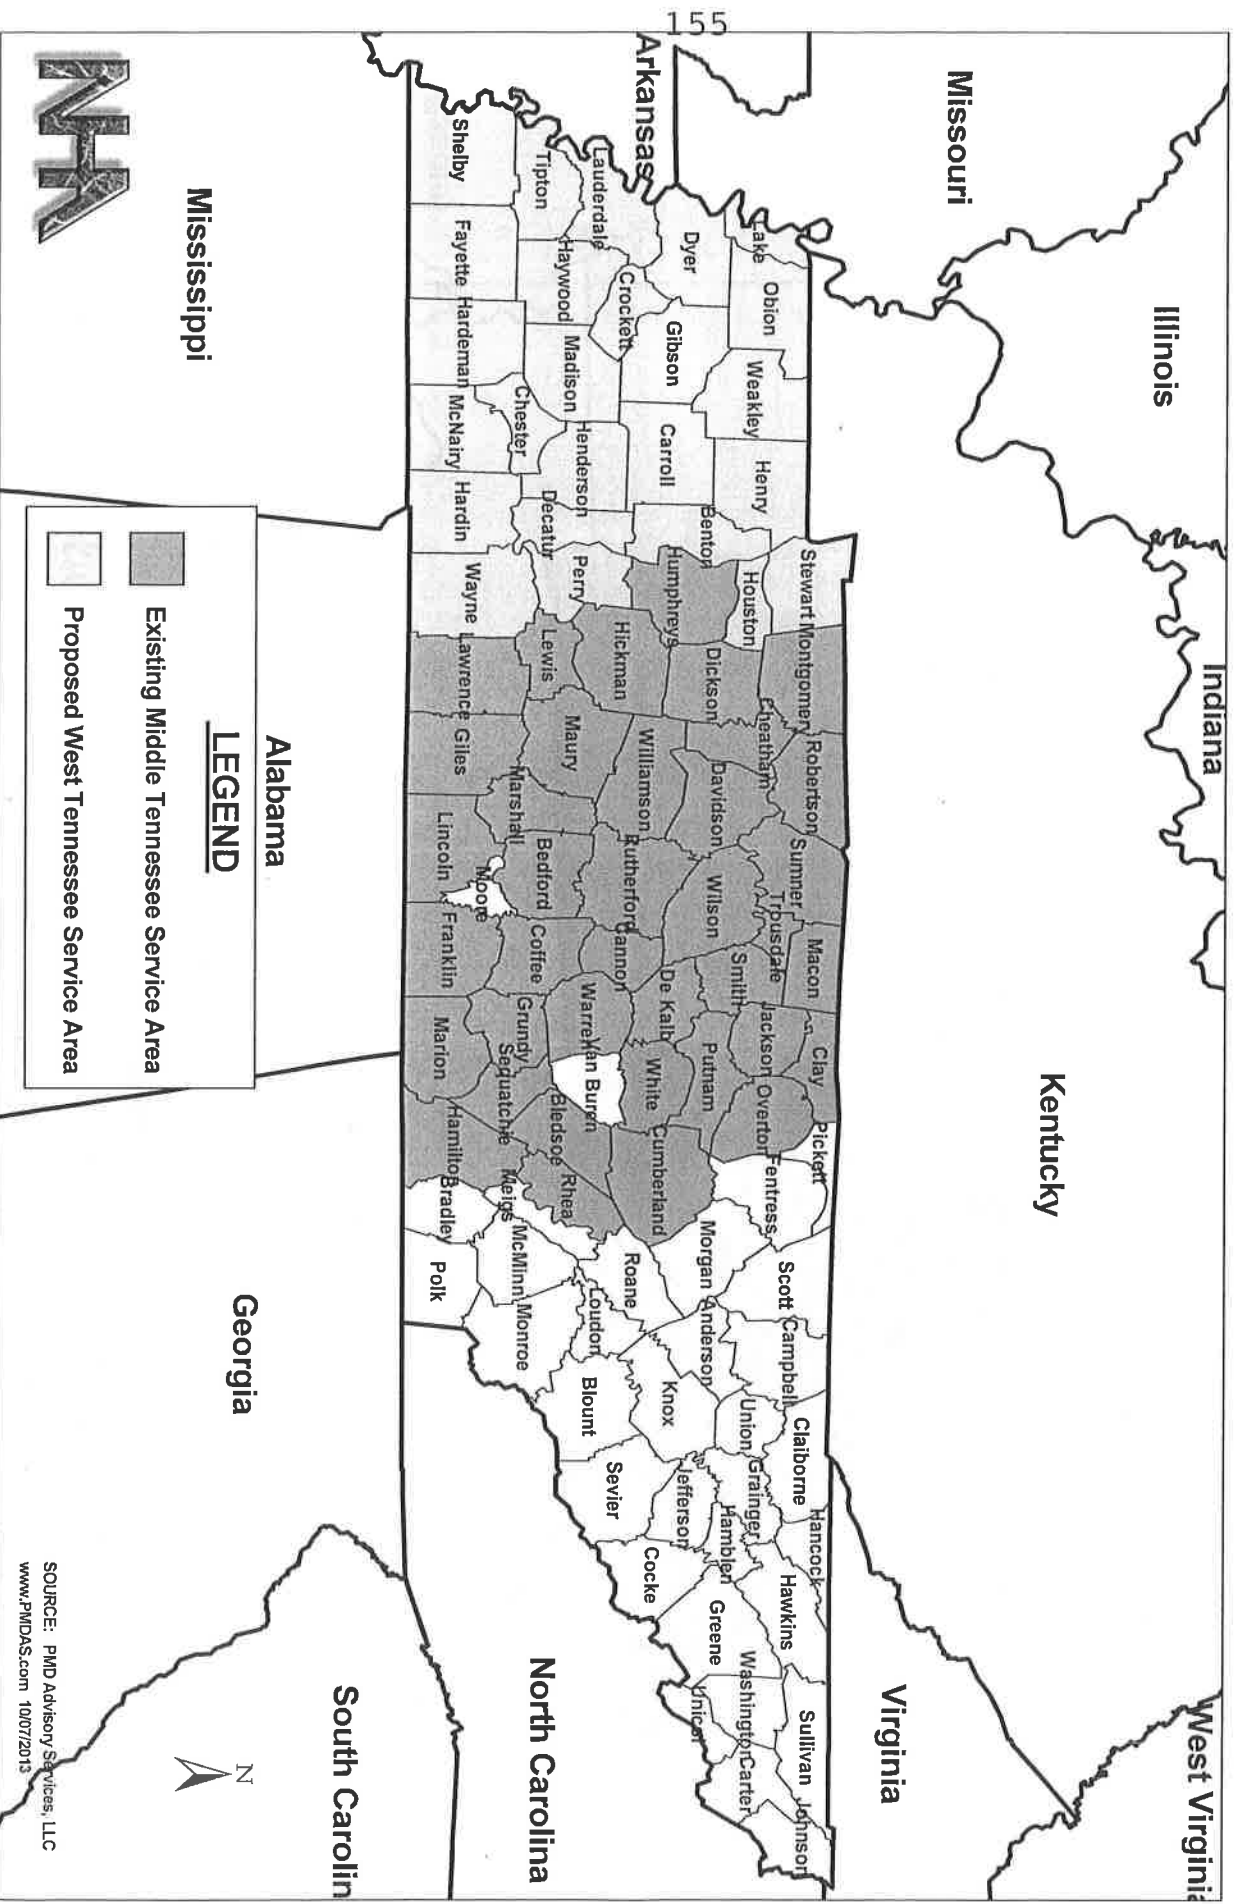 155
Missouri
Illinois
Indiana
Kentucky
West Virginia
Virginia
Arkansas
North Carolina
South Carolin
Georgia
Alabama
Mississippi
Lake
Obion
Weakley
Henry
Stewart
Montgomery
Robertson
Sumner
Macon
Clay
Pickett
Scott
Campbell
Claiborne
Hancock
Hawkins
Sullivan
Johnson
Dyer
Gibson
Carroll
Benton
Houston
Humphreys
Dickson
Cheatham
Davidson
Wilson
Trousdale
Smith
Jackson
Overton
Putnam
Fentress
Morgan
Anderson
Union
Grainger
Hamblen
Greene
Washington
Carter
Unicoi
Lauderdale
Crockett
Haywood
Tipton
Madison
Henderson
Decatur
Perry
Hickman
Lewis
Maury
Williamson
Rutherford
Cannon
De Kalb
Warren
White
Van Buren
Cumberland
Bledsoe
Rhea
Roane
Loudon
Knox
Blount
Sevier
Jefferson
Cocke
Shelby
Fayette
Hardeman
Chester
McNairy
Hardin
Wayne
Lawrence
Giles
Marshall
Bedford
Moore
Lincoln
Coffee
Franklin
Grundy
Sequatchie
Marion
Hamilton
Meigs
Bradley
McMinn
Polk
Monroe
LEGEND
Existing Middle Tennessee Service Area
Proposed West Tennessee Service Area
NHA
N
SOURCE: PMD Advisory Services, LLC
www.PMDAS.com 10/07/2013